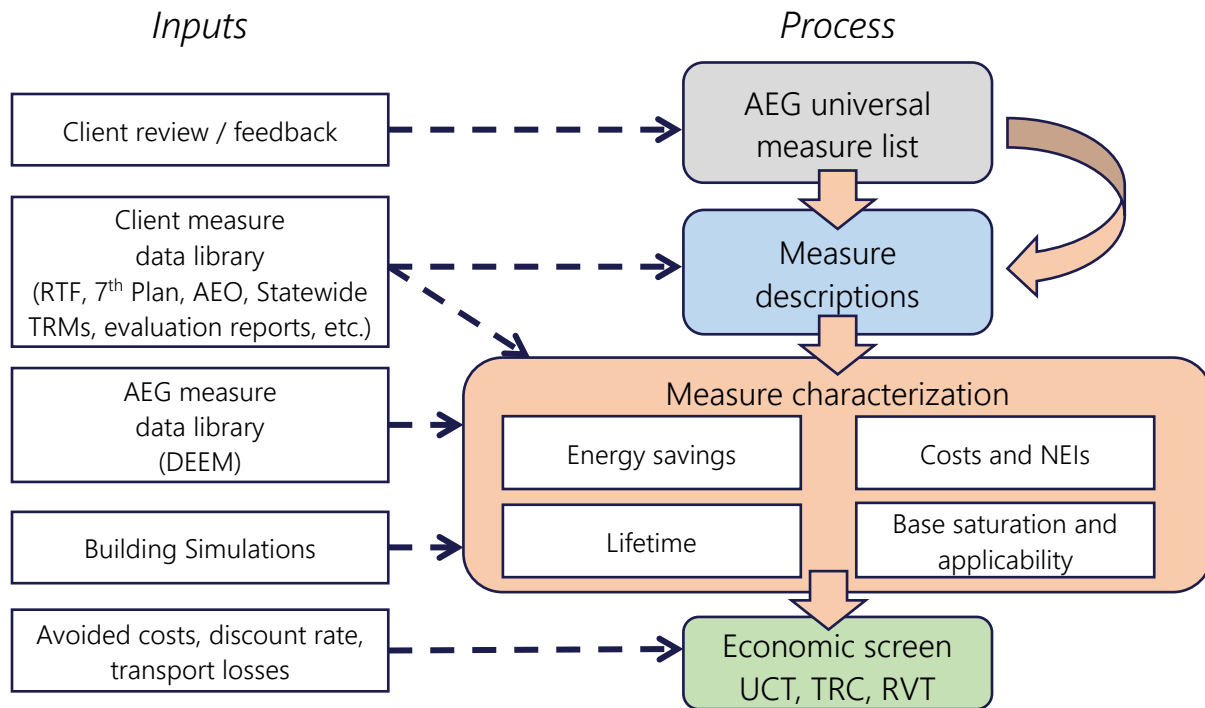 Inputs
Process
Client review / feedback
AEG universal
measure list
Client measure
data library
(RTF, 7th Plan, AEO, Statewide
TRMs, evaluation reports, etc.)
Measure
descriptions
AEG measure
data library
(DEEM)
Measure characterization
Energy savings
Costs and NEIs
Building Simulations
Lifetime
Base saturation and
applicability
Avoided costs, discount rate,
transport losses
Economic screen
UCT, TRC, RVT